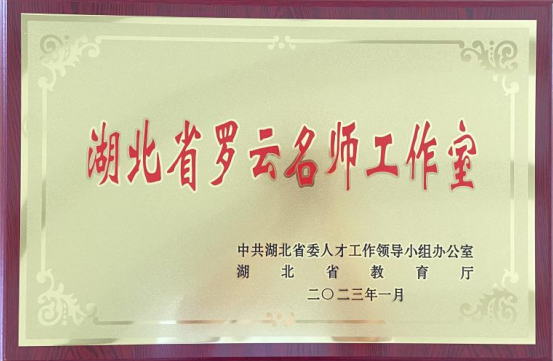 湖北省罗云名师工作室
中共湖北省委人才工作领导小组办公室
湖北省教育厅
二〇二三年一月